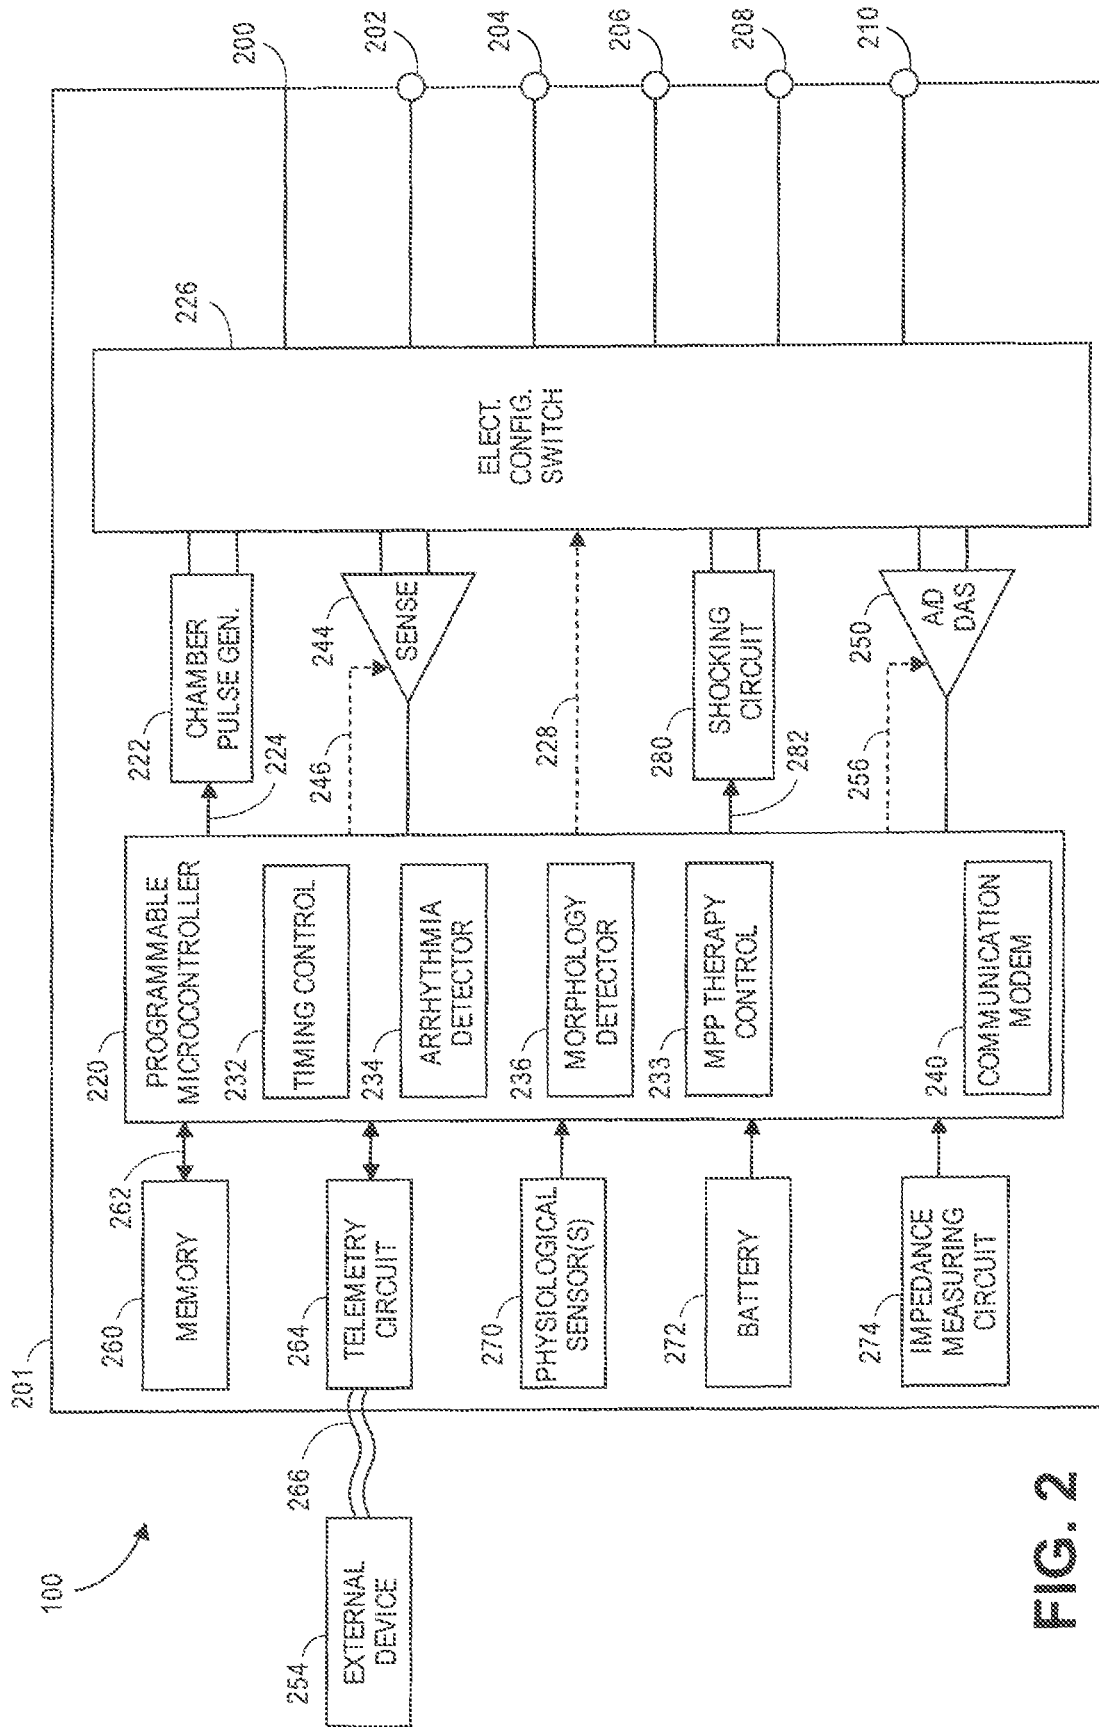 100
201
254
EXTERNAL
DEVICE
266
260
MEMORY
262
264
TELEMETRY
CIRCUIT
270
PHYSIOLOGICAL
SENSOR(S)
272
BATTERY
274
IMPEDANCE
MEASURING
CIRCUIT
220
PROGRAMMABLE
MICROCONTROLLER
232
TIMING CONTROL
234
ARRHYTHMIA
DETECTOR
236
MORPHOLOGY
DETECTOR
233
MPP THERAPY
CONTROL
240
COMMUNICATION
MODEM
222
CHAMBER
PULSE GEN.
224
244
SENSE
246
228
280
SHOCKING
CIRCUIT
282
250
A/D
DAS
256
226
ELECT.
CONFIG.
SWITCH
200
202
204
206
208
210
FIG. 2